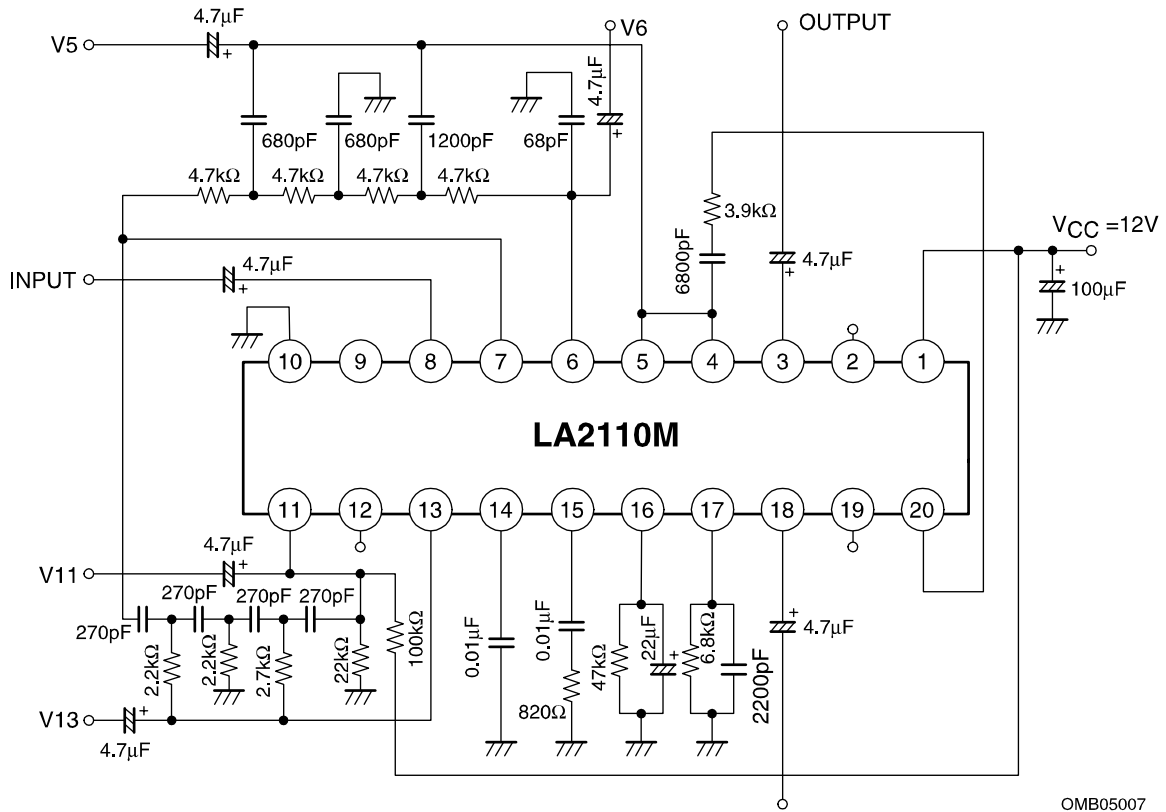 4.7µF
V5
V6
OUTPUT
4.7µF
680pF
680pF
1200pF
68pF
4.7kΩ
4.7kΩ
4.7kΩ
4.7kΩ
3.9kΩ
6800pF
4.7µF
VCC =12V
100µF
INPUT
4.7µF
10
9
8
7
6
5
4
3
2
1
LA2110M
11
12
13
14
15
16
17
18
19
20
V11
4.7µF
270pF
270pF
270pF
270pF
2.2kΩ
2.2kΩ
2.7kΩ
22kΩ
100kΩ
0.01µF
0.01µF
820Ω
47kΩ
22µF
6.8kΩ
2200pF
4.7µF
V13
4.7µF
OMB05007